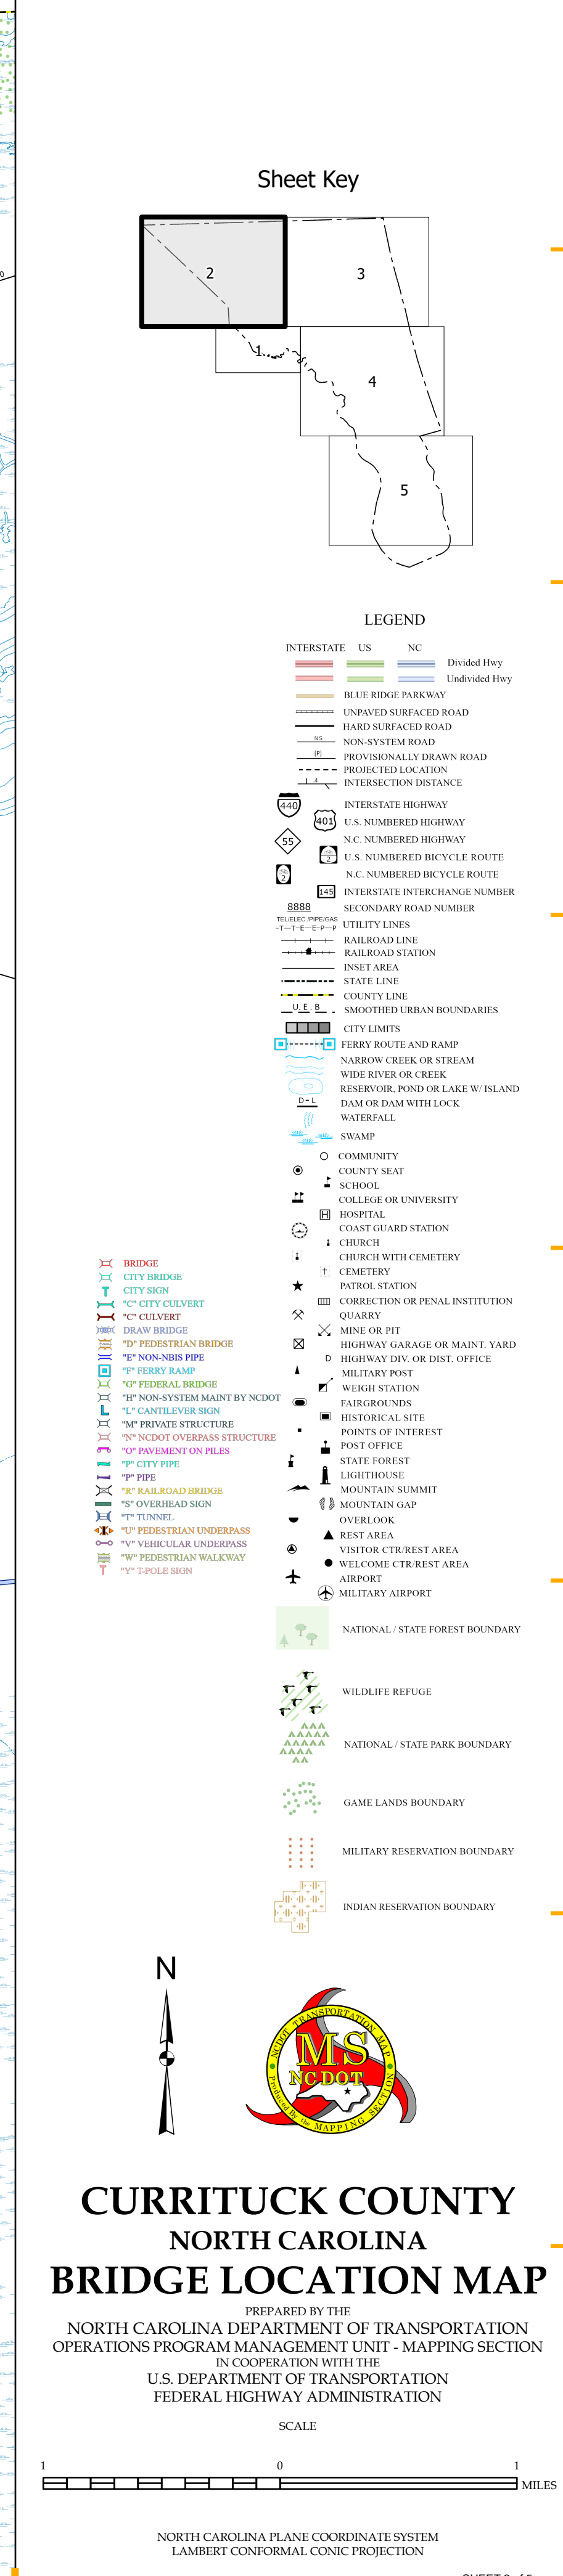 Sheet Key
2
3
1
4
5
LEGEND
INTERSTATE US NC
Divided Hwy
Undivided Hwy
BLUE RIDGE PARKWAY
UNPAVED SURFACED ROAD
HARD SURFACED ROAD
NS NON-SYSTEM ROAD
[P] PROVISIONALLY DRAWN ROAD
PROJECTED LOCATION
.4 INTERSECTION DISTANCE
440 INTERSTATE HIGHWAY
401 U.S. NUMBERED HIGHWAY
55 N.C. NUMBERED HIGHWAY
2 U.S. NUMBERED BICYCLE ROUTE
2 N.C. NUMBERED BICYCLE ROUTE
145 INTERSTATE INTERCHANGE NUMBER
8888 SECONDARY ROAD NUMBER
TEL/ELEC /PIPE/GAS
-T—T-E—E-P—P UTILITY LINES
RAILROAD LINE
RAILROAD STATION
INSET AREA
STATE LINE
COUNTY LINE
U. E. B SMOOTHED URBAN BOUNDARIES
CITY LIMITS
FERRY ROUTE AND RAMP
NARROW CREEK OR STREAM
WIDE RIVER OR CREEK
RESERVOIR, POND OR LAKE W/ ISLAND
D-L DAM OR DAM WITH LOCK
WATERFALL
SWAMP
COMMUNITY
COUNTY SEAT
SCHOOL
COLLEGE OR UNIVERSITY
H HOSPITAL
COAST GUARD STATION
CHURCH
CHURCH WITH CEMETERY
CEMETERY
PATROL STATION
CORRECTION OR PENAL INSTITUTION
QUARRY
MINE OR PIT
HIGHWAY GARAGE OR MAINT. YARD
D HIGHWAY DIV. OR DIST. OFFICE
MILITARY POST
WEIGH STATION
FAIRGROUNDS
HISTORICAL SITE
POINTS OF INTEREST
POST OFFICE
STATE FOREST
LIGHTHOUSE
MOUNTAIN SUMMIT
MOUNTAIN GAP
OVERLOOK
REST AREA
VISITOR CTR/REST AREA
WELCOME CTR/REST AREA
AIRPORT
MILITARY AIRPORT
BRIDGE
CITY BRIDGE
CITY SIGN
"C" CITY CULVERT
"C" CULVERT
DRAW BRIDGE
"D" PEDESTRIAN BRIDGE
"E" NON-NBIS PIPE
"F" FERRY RAMP
"G" FEDERAL BRIDGE
"H" NON-SYSTEM MAINT BY NCDOT
"L" CANTILEVER SIGN
"M" PRIVATE STRUCTURE
"N" NCDOT OVERPASS STRUCTURE
"O" PAVEMENT ON PILES
"P" CITY PIPE
"P" PIPE
"R" RAILROAD BRIDGE
"S" OVERHEAD SIGN
"T" TUNNEL
"U" PEDESTRIAN UNDERPASS
"V" VEHICULAR UNDERPASS
"W" PEDESTRIAN WALKWAY
"Y" T-POLE SIGN
NATIONAL / STATE FOREST BOUNDARY
WILDLIFE REFUGE
NATIONAL / STATE PARK BOUNDARY
GAME LANDS BOUNDARY
MILITARY RESERVATION BOUNDARY
INDIAN RESERVATION BOUNDARY
N
NCDOT TRANSPORTATION MAP
MS
NCDOT
Produced By the MAPPING SECTION
CURRITUCK COUNTY
NORTH CAROLINA
BRIDGE LOCATION MAP
PREPARED BY THE
NORTH CAROLINA DEPARTMENT OF TRANSPORTATION
OPERATIONS PROGRAM MANAGEMENT UNIT - MAPPING SECTION
IN COOPERATION WITH THE
U.S. DEPARTMENT OF TRANSPORTATION
FEDERAL HIGHWAY ADMINISTRATION
SCALE
1 0 1
MILES
NORTH CAROLINA PLANE COORDINATE SYSTEM
LAMBERT CONFORMAL CONIC PROJECTION